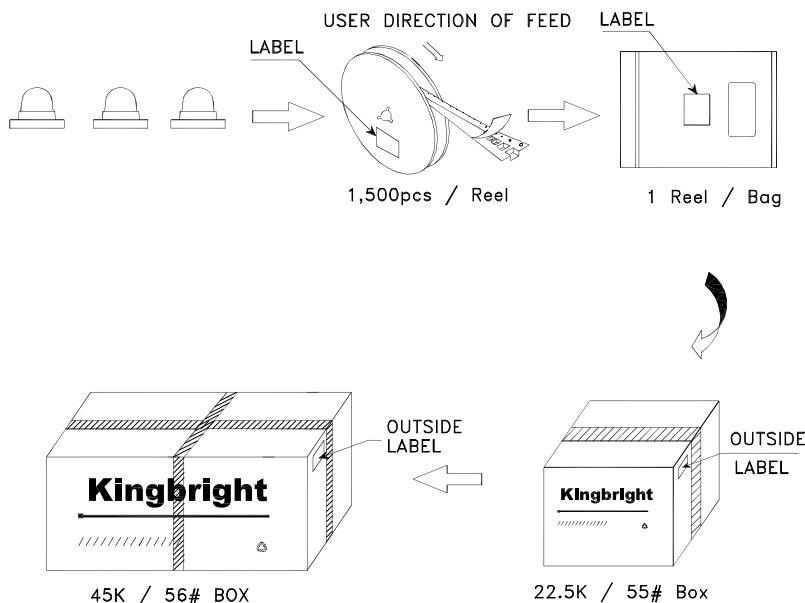 USER DIRECTION OF FEED
LABEL
LABEL
1,500pcs / Reel
1 Reel / Bag
OUTSIDE
LABEL
OUTSIDE
LABEL
Kingbright
Kingbright
45K / 56# BOX
22.5K / 55# Box